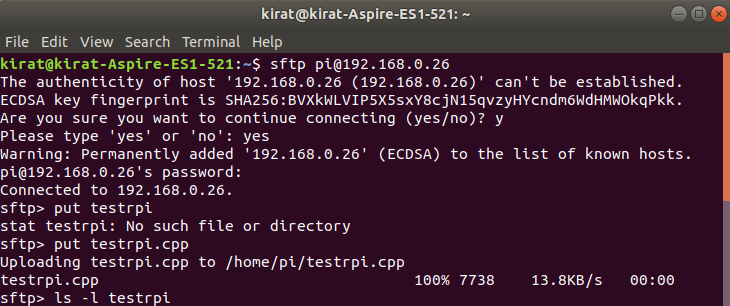 kirat@kirat-Aspire-ES1-521: ~
File Edit View Search Terminal Help
kirat@kirat-Aspire-ES1-521:~$ sftp pi@192.168.0.26
The authenticity of host '192.168.0.26 (192.168.0.26)' can't be established.
ECDSA key fingerprint is SHA256:BVXkWLVIP5X5sxY8cjN15qvzyHYcndm6WdHMWOkqPkk.
Are you sure you want to continue connecting (yes/no)? y
Please type 'yes' or 'no': yes
Warning: Permanently added '192.168.0.26' (ECDSA) to the list of known hosts.
pi@192.168.0.26's password:
Connected to 192.168.0.26.
sftp> put testrpi
stat testrpi: No such file or directory
sftp> put testrpi.cpp
Uploading testrpi.cpp to /home/pi/testrpi.cpp
testrpi.cpp 100% 7738 13.8KB/s 00:00
sftp> ls -l testrpi